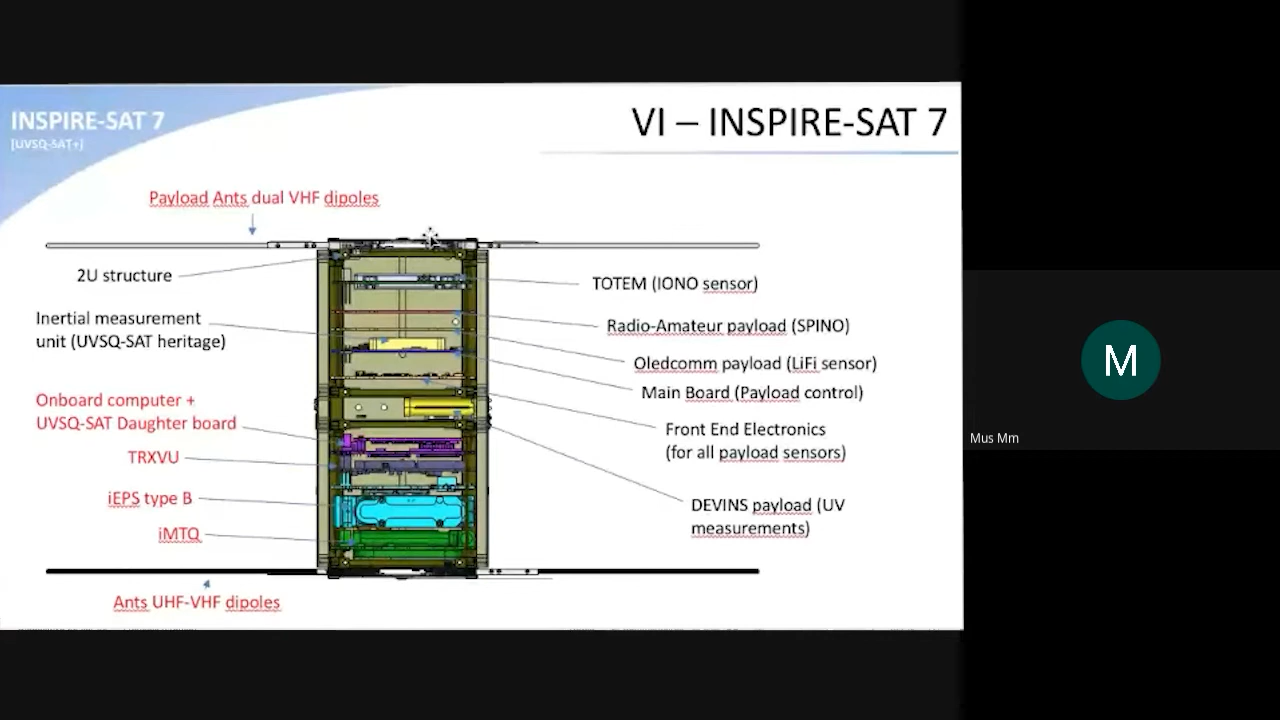 INSPIRE-SAT 7
[UVSQ-SAT+]
VI – INSPIRE-SAT 7
Payload Ants dual VHF dipoles
2U structure
Inertial measurement
unit (UVSQ-SAT heritage)
Onboard computer +
UVSQ-SAT Daughter board
TRXVU
iEPS type B
iMTQ
Ants UHF-VHF dipoles
TOTEM (IONO sensor)
Radio-Amateur payload (SPINO)
Oledcomm payload (LiFi sensor)
Main Board (Payload control)
Front End Electronics
(for all payload sensors)
DEVINS payload (UV
measurements)
M
Mus Mm